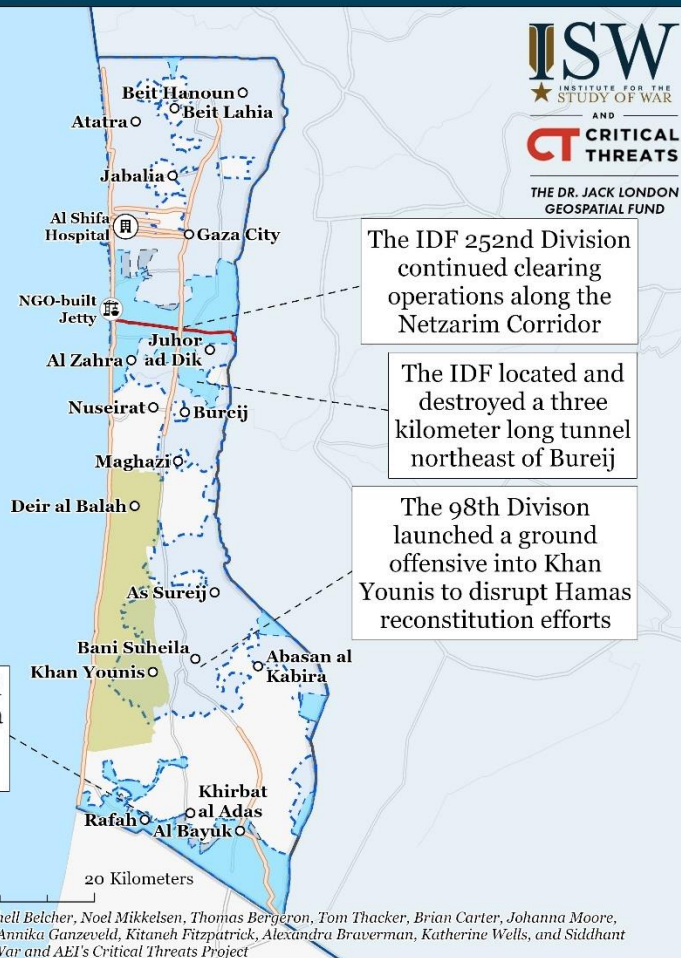 ISW
INSTITUTE FOR THE
STUDY OF WAR
AND
CT CRITICAL
THREATS
THE DR. JACK LONDON
GEOSPATIAL FUND
Beit Hanoun
Beit Lahia
Atatra
Jabalia
Al Shifa
Hospital
Gaza City
The IDF 252nd Division
continued clearing
operations along the
Netzarim Corridor
NGO-built
Jetty
Juhor
ad Dik
Al Zahra
The IDF located and
destroyed a three
kilometer long tunnel
northeast of Bureij
Nuseirat
Bureij
Maghazi
Deir al Balah
The 98th Divison
launched a ground
offensive into Khan
Younis to disrupt Hamas
reconstitution efforts
As Sureij
Bani Suheila
Khan Younis
Abasan al
Kabira
Khirbat
al Adas
Rafah
Al Bayuk
20 Kilometers
Belcher, Noel Mikkelsen, Thomas Bergeron, Tom Thacker, Brian Carter, Johanna Moore,
Annika Ganzeveld, Kitaneh Fitzpatrick, Alexandra Braverman, Katherine Wells, and Siddhant
War and AEI's Critical Threats Project